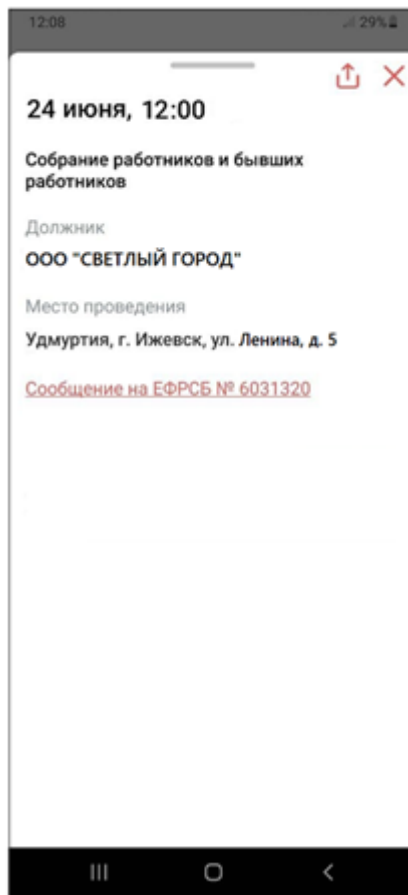 12:08 29%
24 июня, 12:00
Собрание работников и бывших
работников
Должник
ООО "СВЕТЛЫЙ ГОРОД"
Место проведения
Удмуртия, г. Ижевск, ул. Ленина, д. 5
Сообщение на ЕФРСБ № 6031320